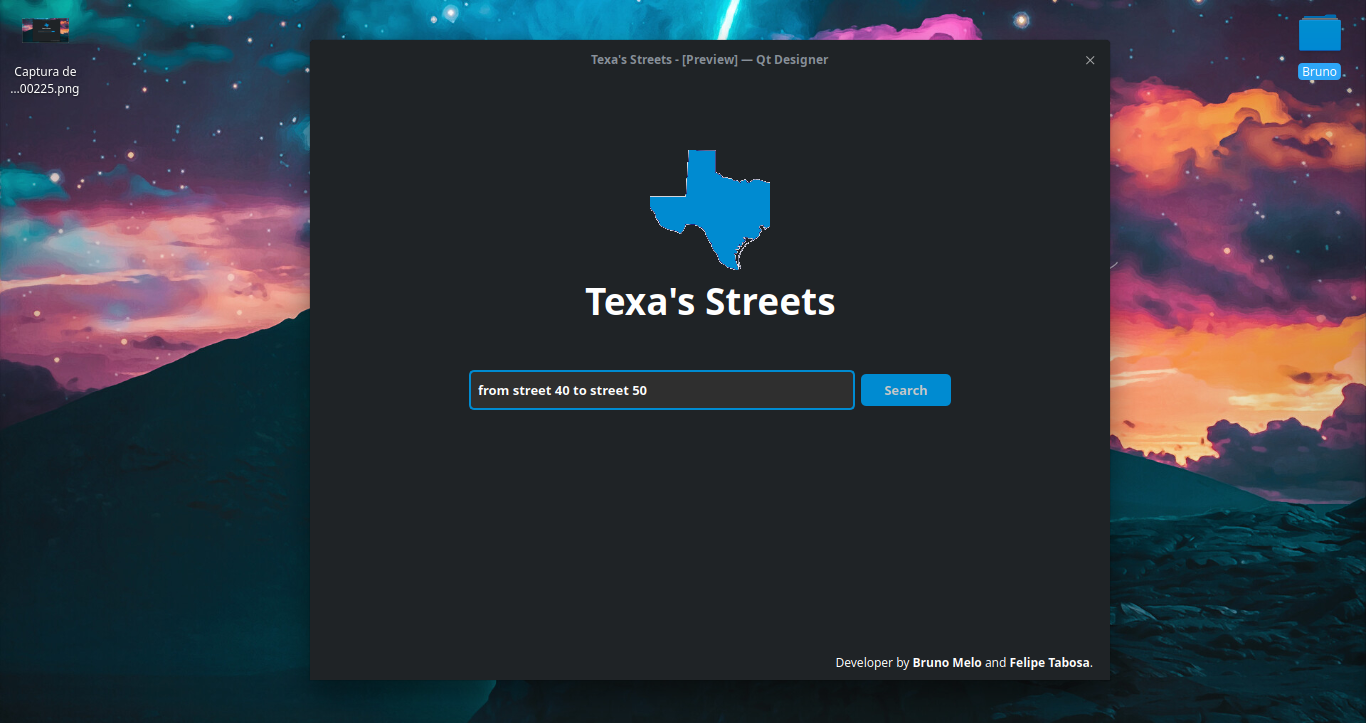 Captura de
...00225.png
Bruno
Texa's Streets - [Preview] — Qt Designer
Texa's Streets
from street 40 to street 50
Search
Developer by Bruno Melo and Felipe Tabosa.